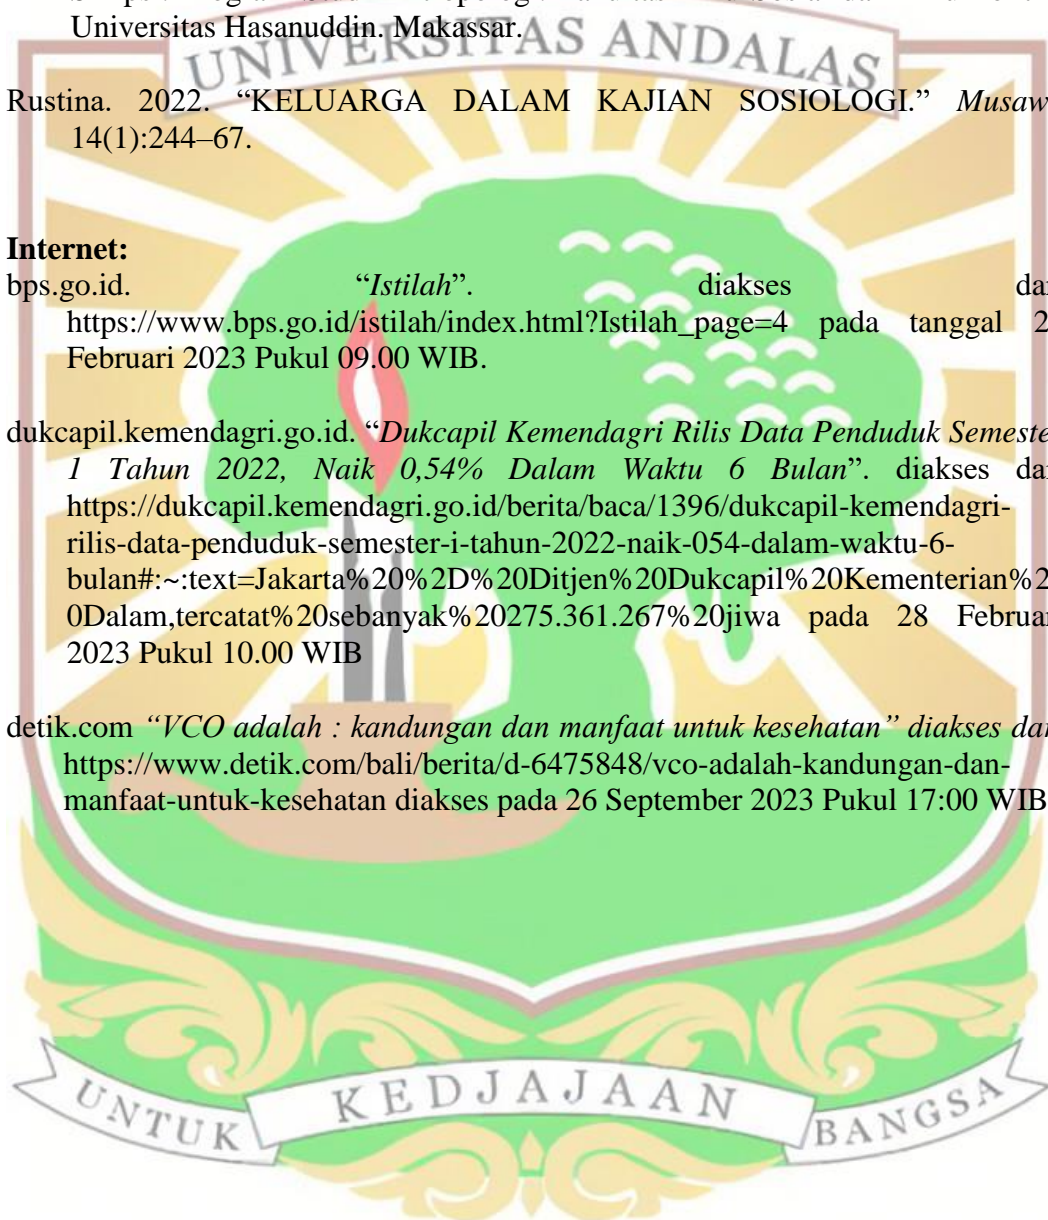 Universitas Hasanuddin. Makassar.
UNIVERSITAS ANDALAS
Rustina. 2022. “KELUARGA DALAM KAJIAN SOSIOLOGI.” Musaw
14(1):244–67.
Internet:
bps.go.id. “Istilah”. diakses
https://www.bps.go.id/istilah/index.html?Istilah_page=4 pada tanggal 2
Februari 2023 Pukul 09.00 WIB.
dukcapil.kemendagri.go.id. “Dukcapil Kemendagri Rilis Data Penduduk Semeste
1 Tahun 2022, Naik 0,54% Dalam Waktu 6 Bulan”. diakses
https://dukcapil.kemendagri.go.id/berita/baca/1396/dukcapil-kemendagri-
rilis-data-penduduk-semester-i-tahun-2022-naik-054-dalam-waktu-6-
bulan#:~:text=Jakarta%20%2D%20Ditjen%20Dukcapil%20Kementerian%2
0Dalam,tercatat%20sebanyak%20275.361.267%20jiwa pada 28 Februar
2023 Pukul 10.00 WIB
detik.com “VCO adalah : kandungan dan manfaat untuk kesehatan” diakses
https://www.detik.com/bali/berita/d-6475848/vco-adalah-kandungan-dan-
manfaat-untuk-kesehatan diakses pada 26 September 2023 Pukul 17:00 WIB
UNTUK KEDJAJAAN BANGSA